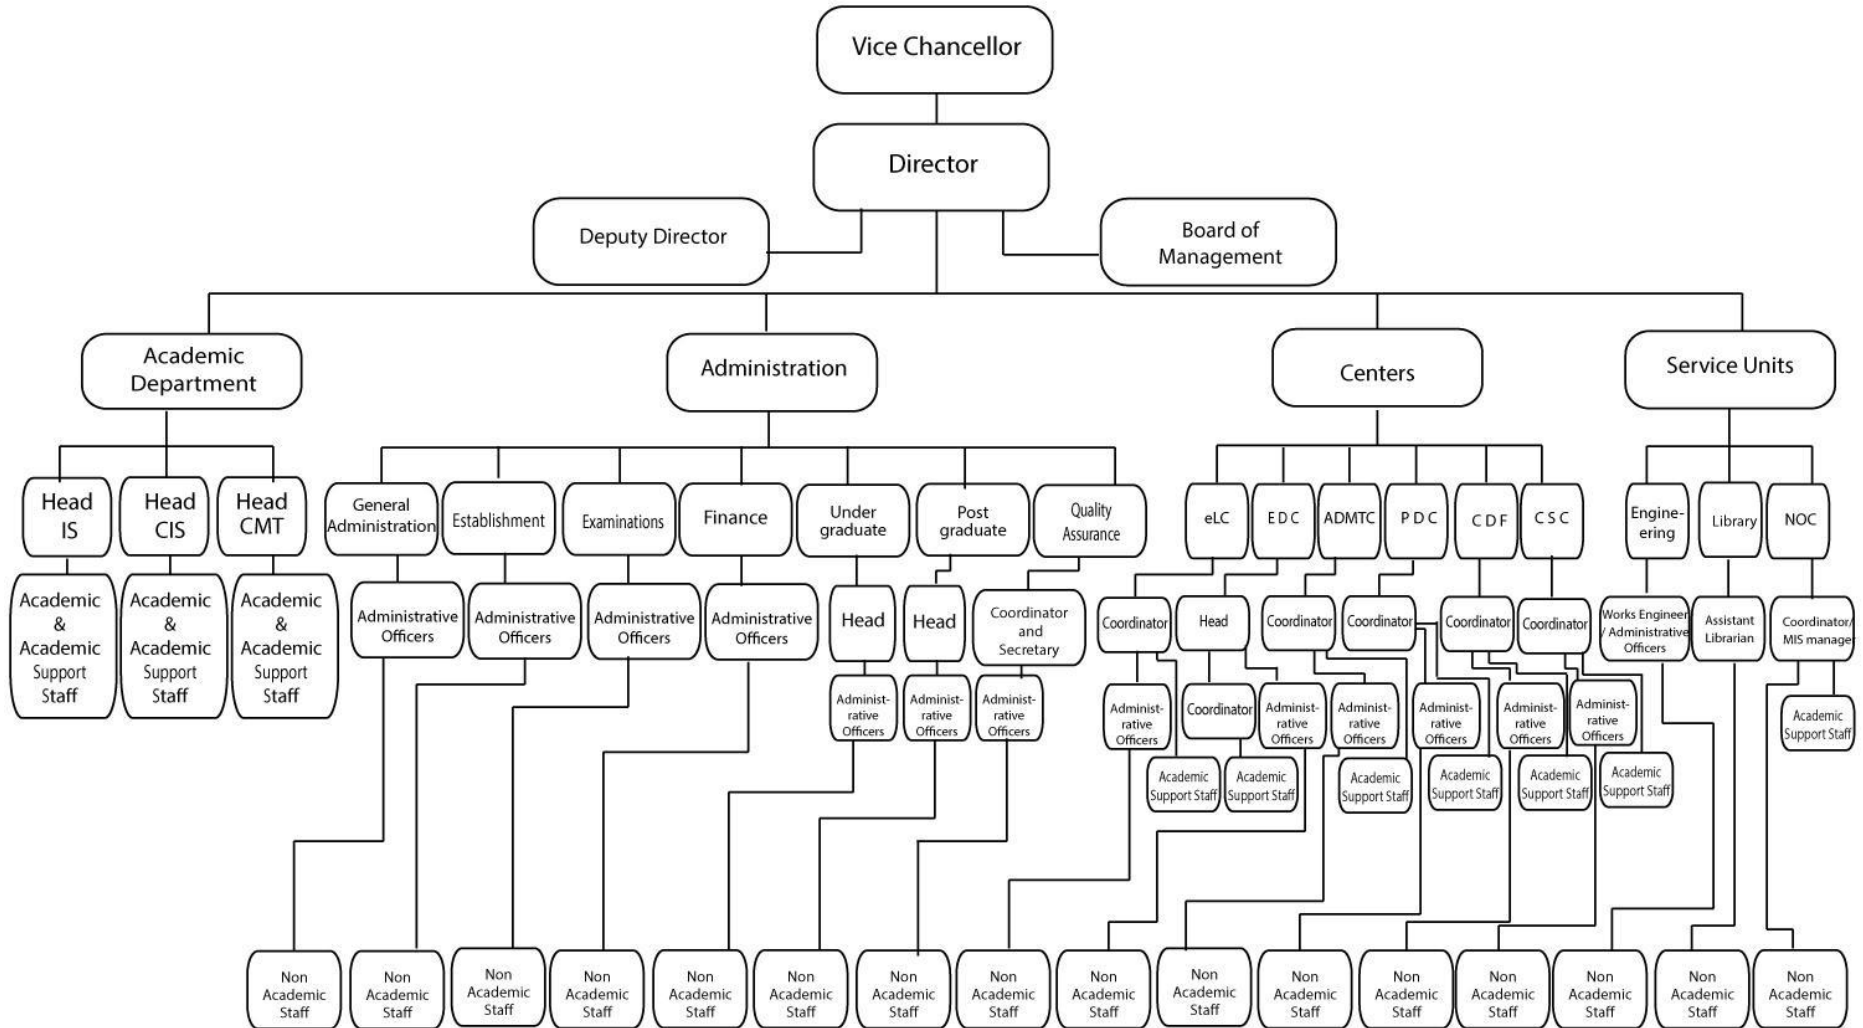 Vice Chancellor
Director
Deputy Director
Board of
Management
Academic
Department
Administration
Centers
Service Units
Head
IS
Head
CIS
Head
CMT
General
Administration
Establishment
Examinations
Finance
Under
graduate
Post
graduate
Quality
Assurance
eLC
E D C
ADMTC
P D C
C D F
C S C
Engine-
ering
Library
NOC
Academic
&
Academic
Support
Staff
Academic
&
Academic
Support
Staff
Academic
&
Academic
Support
Staff
Administrative
Officers
Administrative
Officers
Administrative
Officers
Administrative
Officers
Head
Head
Coordinator
and
Secretary
Coordinator
Head
Coordinator
Coordinator
Coordinator
Coordinator
Works Engineer
/ Administrative
Officers
Assistant
Librarian
Coordinator/
MIS manager
Administ-
rative
Officers
Administ-
rative
Officers
Administ-
rative
Officers
Administ-
rative
Officers
Coordinator
Administ-
rative
Officers
Administ-
rative
Officers
Administ-
rative
Officers
Administ-
rative
Officers
Administ-
rative
Officers
Academic
Support Staff
Academic
Support Staff
Academic
Support Staff
Academic
Support Staff
Academic
Support Staff
Academic
Support Staff
Academic
Support Staff
Non
Academic
Staff
Non
Academic
Staff
Non
Academic
Staff
Non
Academic
Staff
Non
Academic
Staff
Non
Academic
Staff
Non
Academic
Staff
Non
Academic
Staff
Non
Academic
Staff
Non
Academic
Staff
Non
Academic
Staff
Non
Academic
Staff
Non
Academic
Staff
Non
Academic
Staff
Non
Academic
Staff
Non
Academic
Staff